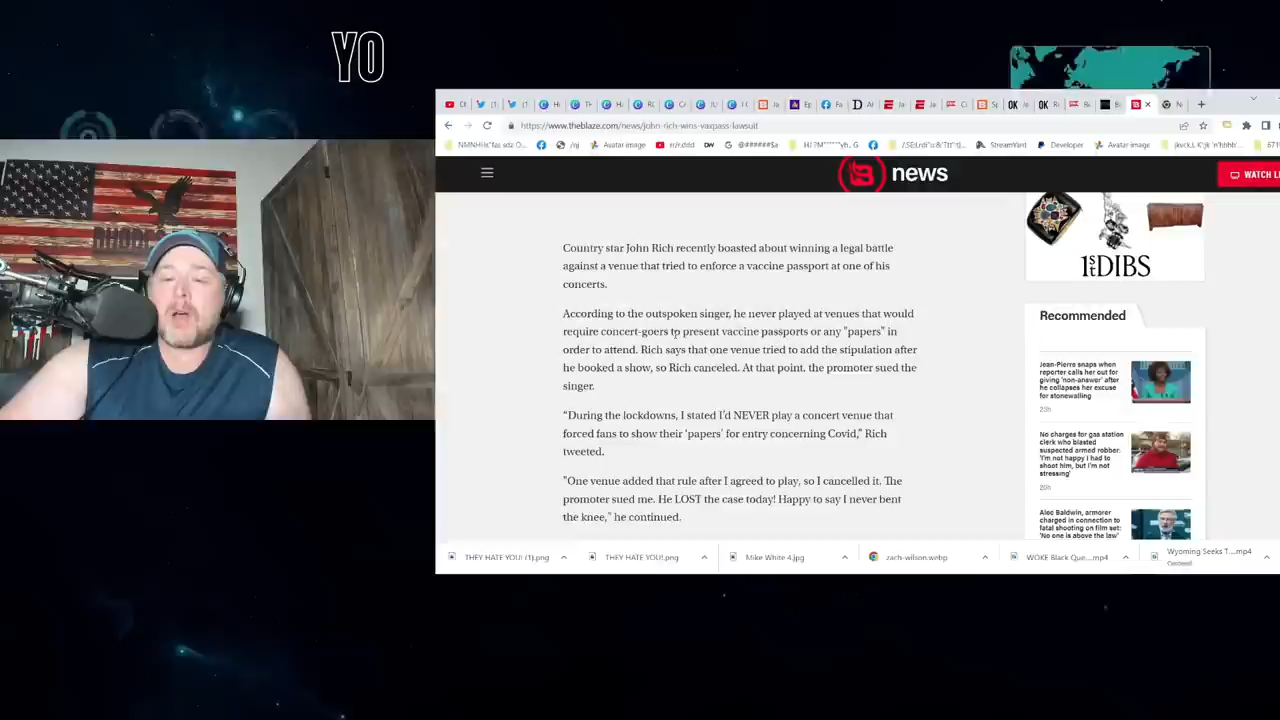 YO
https://www.theblaze.com/news/john-rich-wins-vaxpass-lawsuit
Avatar image
StreamYard
Developer
Avatar image
news
WATCH LI
Country star John Rich recently boasted about winning a legal battle
against a venue that tried to enforce a vaccine passport at one of his
concerts.
According to the outspoken singer, he never played at venues that would
require concert-goers to present vaccine passports or any "papers" in
order to attend. Rich says that one venue tried to add the stipulation after
he booked a show, so Rich canceled. At that point, the promoter sued the
singer.
“During the lockdowns, I stated I'd NEVER play a concert venue that
forced fans to show their 'papers' for entry concerning Covid,” Rich
tweeted.
"One venue added that rule after I agreed to play, so I cancelled it. The
promoter sued me. He LOST the case today! Happy to say I never bent
the knee," he continued.
1STDIBS
Recommended
Jean-Pierre snaps when
reporter calls her out for
giving 'non-answer' after
he collapses her excuse
for stonewalling
23h
No charges for gas station
clerk who blasted
suspected armed robber:
'I'm not happy I had to
shoot him, but I'm not
stressing'
20h
Alec Baldwin, armorer
charged in connection to
fatal shooting on film set:
'No one is above the law'
THEY HATE YOU! (1).png
THEY HATE YOU!.png
Mike White 4.jpg
zach-wilson.webp
WOKE Black Que....mp4
Wyoming Seeks T....mp4